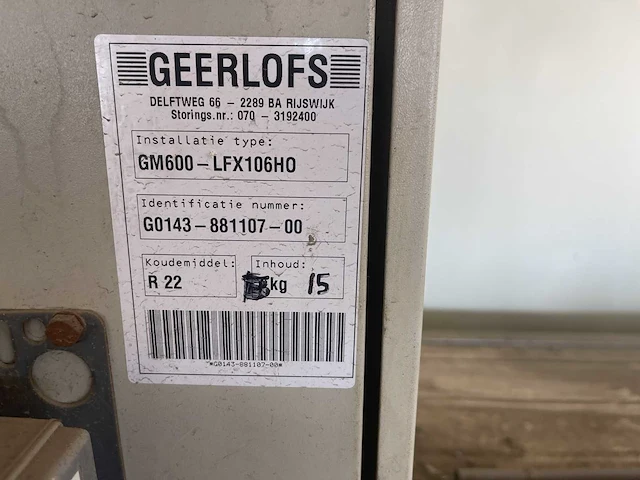 GEERLOFS
DELFTWEG 66 – 2289 BA RIJSWIJK
Storings.nr.: 070 – 3192400
Installatie type:
GM600–LFX106HO
Identificatie nummer:
G0143–881107–00
Koudemiddel: Inhoud:
R 22 kg 15
*G0143-881107-00*